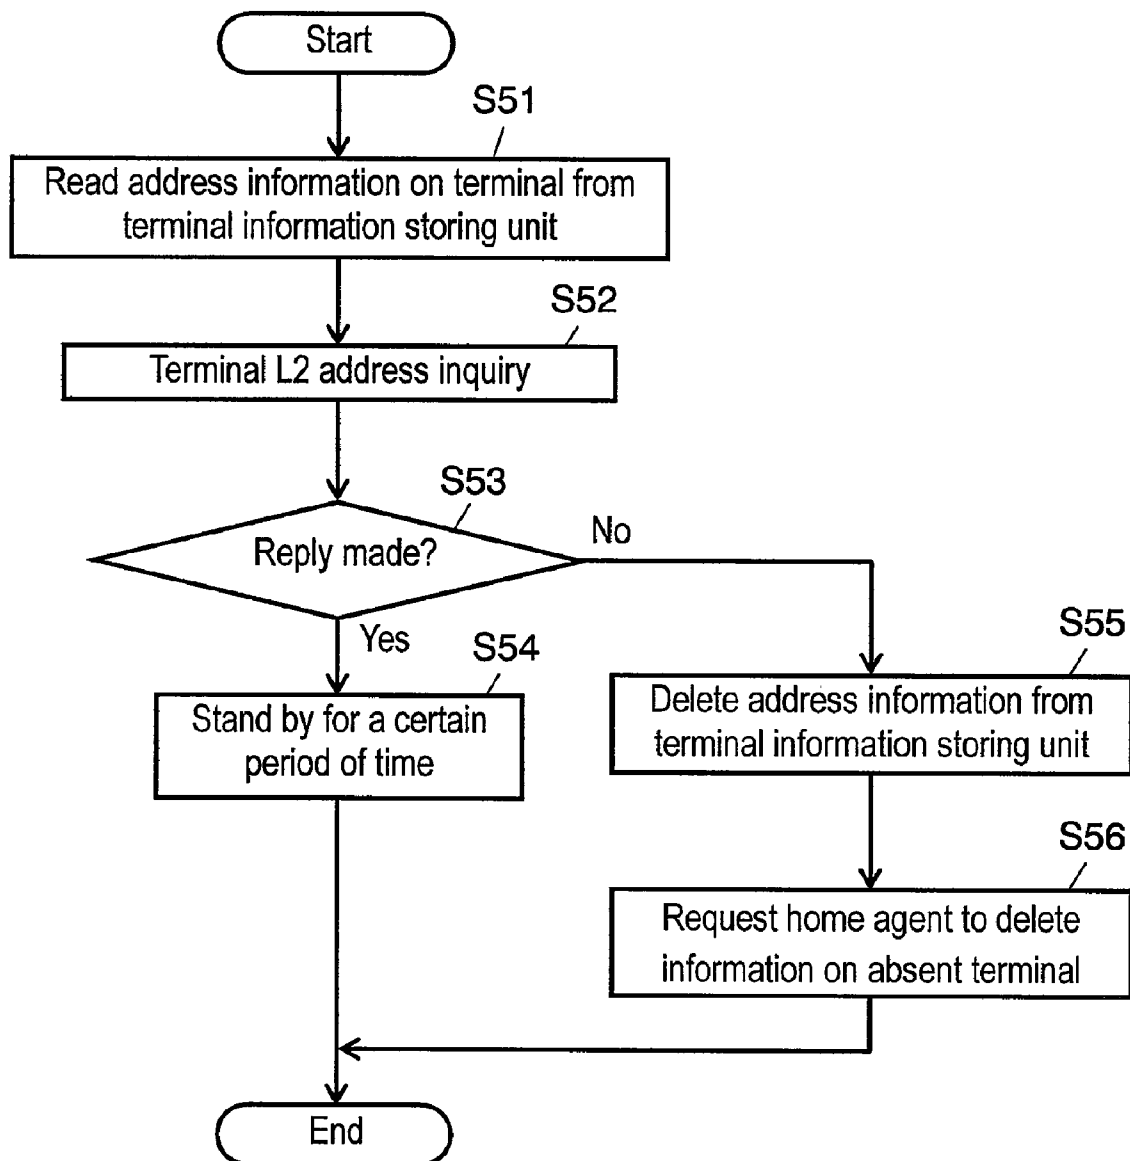 Start
S51
Read address information on terminal from
terminal information storing unit
S52
Terminal L2 address inquiry
S53
Reply made?
No
Yes
S54
Stand by for a certain
period of time
S55
Delete address information from
terminal information storing unit
S56
Request home agent to delete
information on absent terminal
End